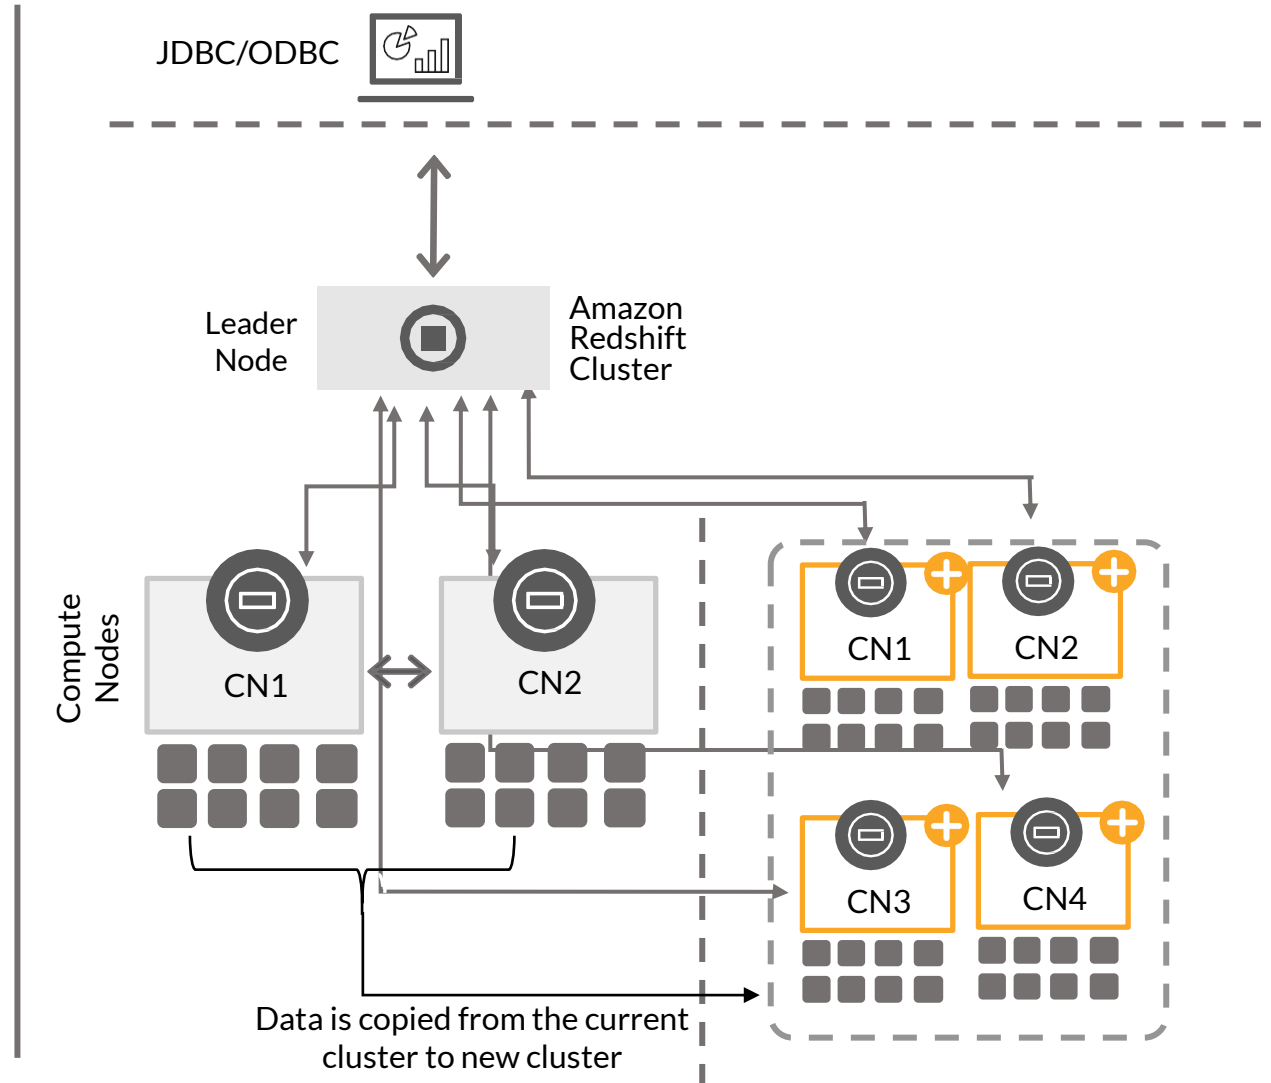 JDBC/ODBC
Leader
Node
Amazon
Redshift
Cluster
Compute
Nodes
CN1
CN2
CN1
CN2
CN3
CN4
Data is copied from the current
cluster to new cluster